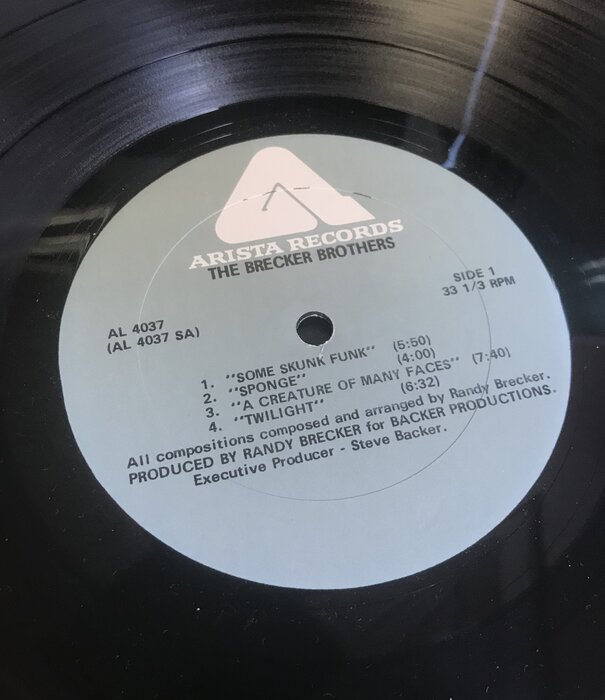 ARISTA RECORDS
THE BRECKER BROTHERS
AL 4037
(AL 4037 SA)
SIDE 1
33 1/3 RPM
1. "SOME SKUNK FUNK" (5:50)
2. "SPONGE" (4:00)
3. "A CREATURE OF MANY FACES" (7:40)
4. "TWILIGHT" (6:32)
All compositions composed and arranged by Randy Brecker.
PRODUCED BY RANDY BRECKER for BACKER PRODUCTIONS.
Executive Producer - Steve Backer.